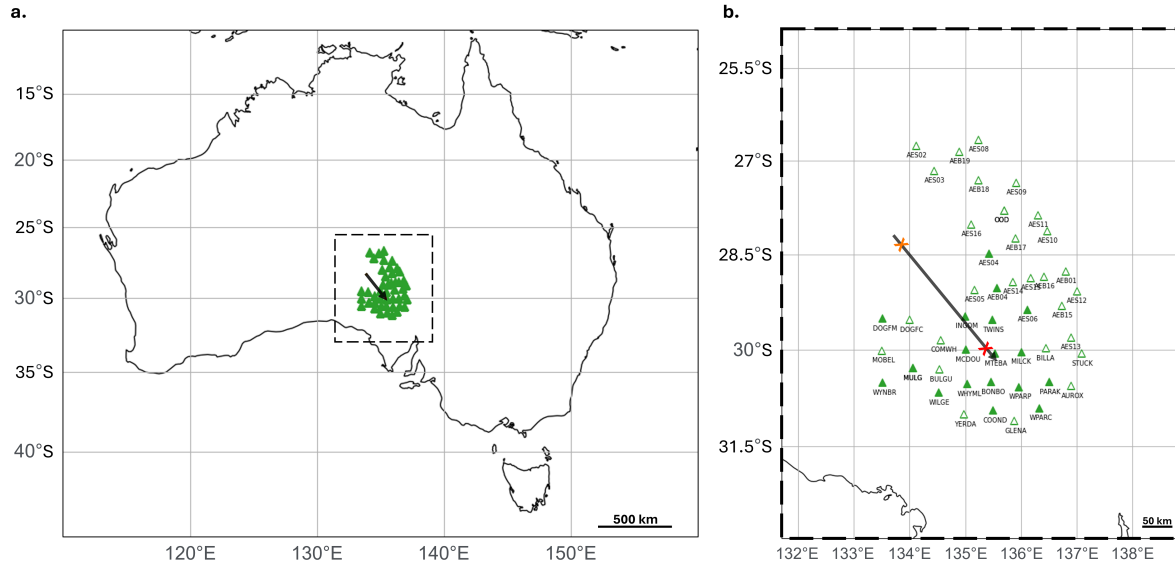 a.
15°S
20°S
25°S
30°S
35°S
40°S
120°E
130°E
140°E
150°E
500 km
b.
25.5°S
27°S
28.5°S
30°S
31.5°S
132°E
133°E
134°E
135°E
136°E
137°E
138°E
50 km
AES08
AES02
AEB19
AES03
AEB18
AES09
OOO
AES11
AES16
AES10
AEB17
AES04
AEB01
AEB16
AES15
AES14
AES05
AEB04
AES12
AEB15
AES06
INGOM
TWINS
DOGFM
DOGFC
COMWH
AES13
MOBEL
MCDOU
MTEBA
MILCK
BILLA
STUCK
MULG
BULGU
WYNBR
WHYML
BONBO
WPARP
PARAK
AUROX
WILGE
YERDA
COOND
WPARC
GLENA